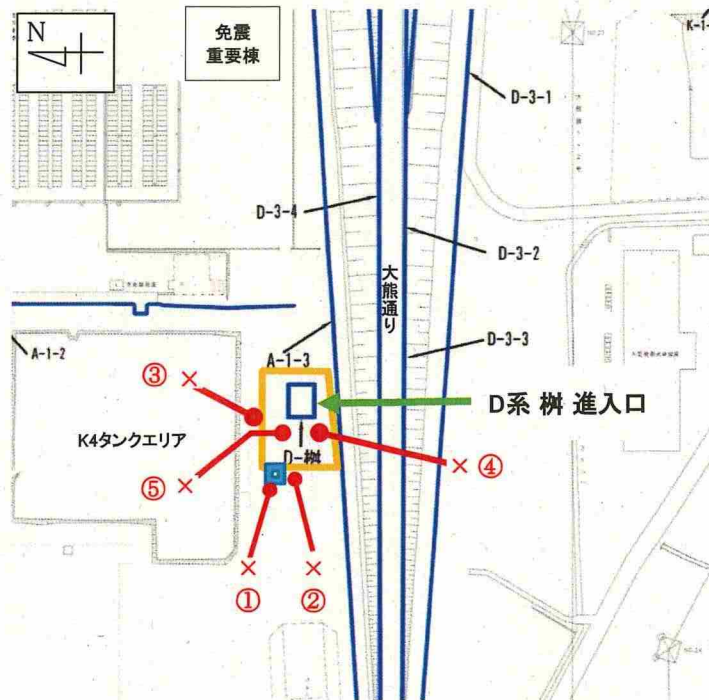 N
免震
重要棟
K-1-
D-3-1
D-3-4
D-3-2
大熊通り
A-1-2
A-1-3
D-3-3
③
×
D系 桝 進入口
K4タンクエリア
D-桝
× ④
⑤ ×
×
×
①
②